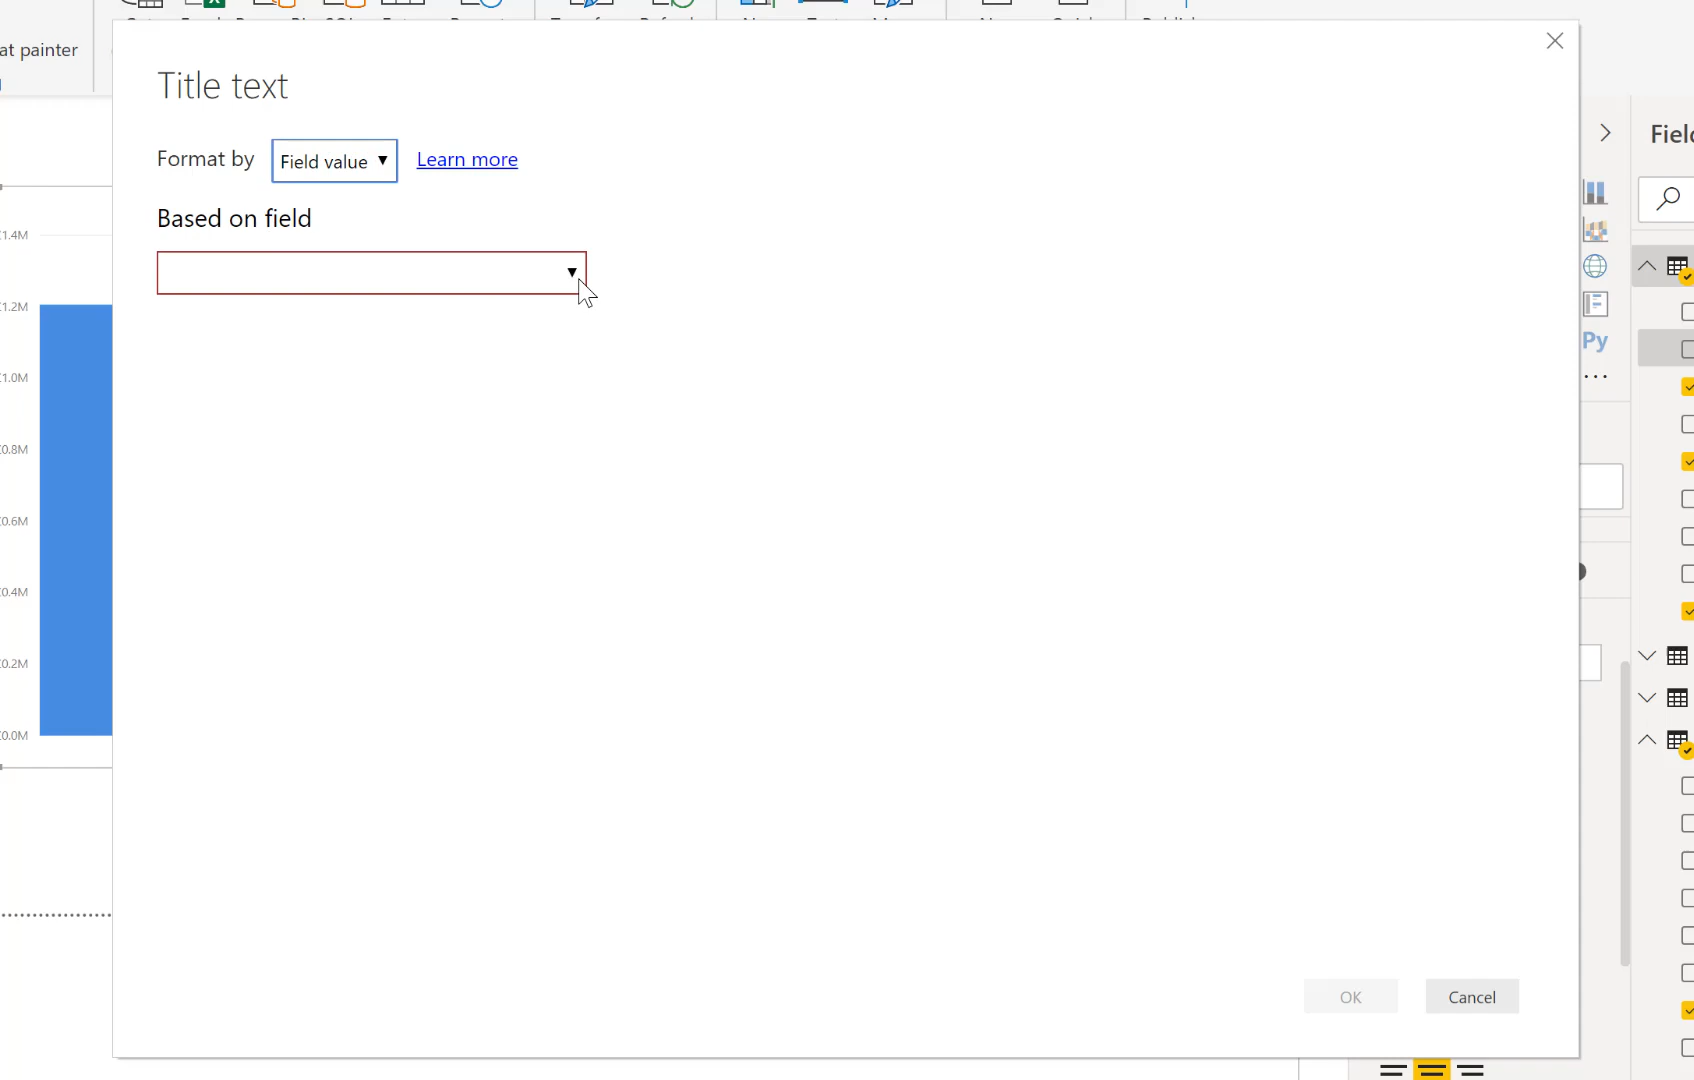 at painter
Title text
Format by
Field value
Learn more
Based on field
Py
1.4M
1.2M
1.0M
0.8M
0.6M
0.4M
0.2M
0.0M
OK
Cancel